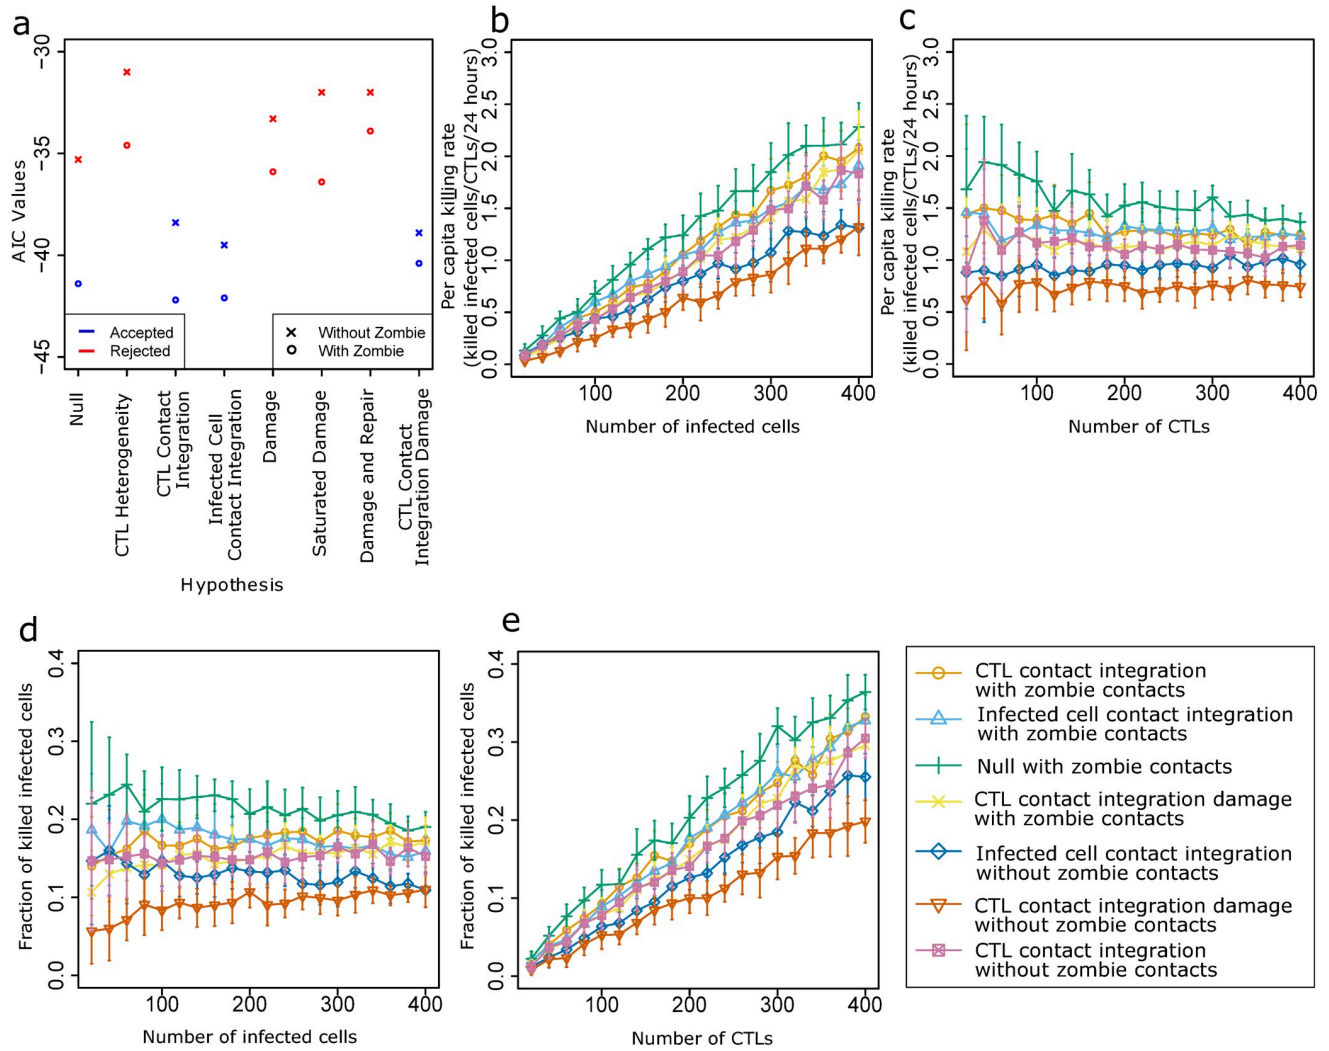 a
−30
−35
−40
−45
AIC Values
Accepted
Rejected
Without Zombie
With Zombie
Null
CTL Heterogeneity
CTL Contact
Integration
Infected Cell
Contact Integration
Damage
Saturated Damage
Damage and Repair
CTL Contact
Integration Damage
Hypothesis
b
Per capita killing rate
(killed infected cells/CTLs/24 hours)
0.0 0.5 1.0 1.5 2.0 2.5 3.0
100 200 300 400
Number of infected cells
c
Per capita killing rate
(killed infected cells/CTLs/24 hours)
0.0 0.5 1.0 1.5 2.0 2.5 3.0
100 200 300 400
Number of CTLs
d
Fraction of killed infected cells
0.0 0.1 0.2 0.3 0.4
100 200 300 400
Number of infected cells
e
Fraction of killed infected cells
0.0 0.1 0.2 0.3 0.4
100 200 300 400
Number of CTLs
CTL contact integration
with zombie contacts
Infected cell contact integration
with zombie contacts
Null with zombie contacts
CTL contact integration damage
with zombie contacts
Infected cell contact integration
without zombie contacts
CTL contact integration damage
without zombie contacts
CTL contact integration
without zombie contacts